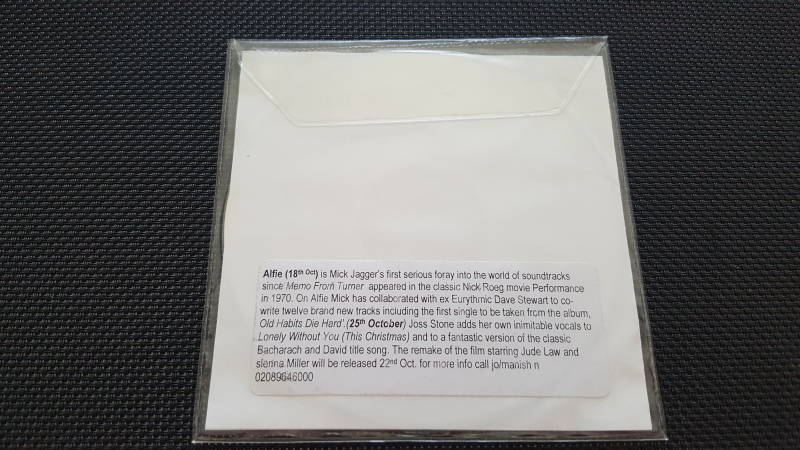 Alfie (18th Oct) is Mick Jagger's first serious foray into the world of soundtracks
since Memo From Turner appeared in the classic Nick Roeg movie Performance
in 1970. On Alfie Mick has collaborated with ex Eurythmic Dave Stewart to co-
write twelve brand new tracks including the first single to be taken from the album,
Old Habits Die Hard'.(25th October) Joss Stone adds her own inimitable vocals to
Lonely Without You (This Christmas) and to a fantastic version of the classic
Bacharach and David title song. The remake of the film starring Jude Law and
sienna Miller will be released 22nd Oct. for more info call jo/manish n
02089646000